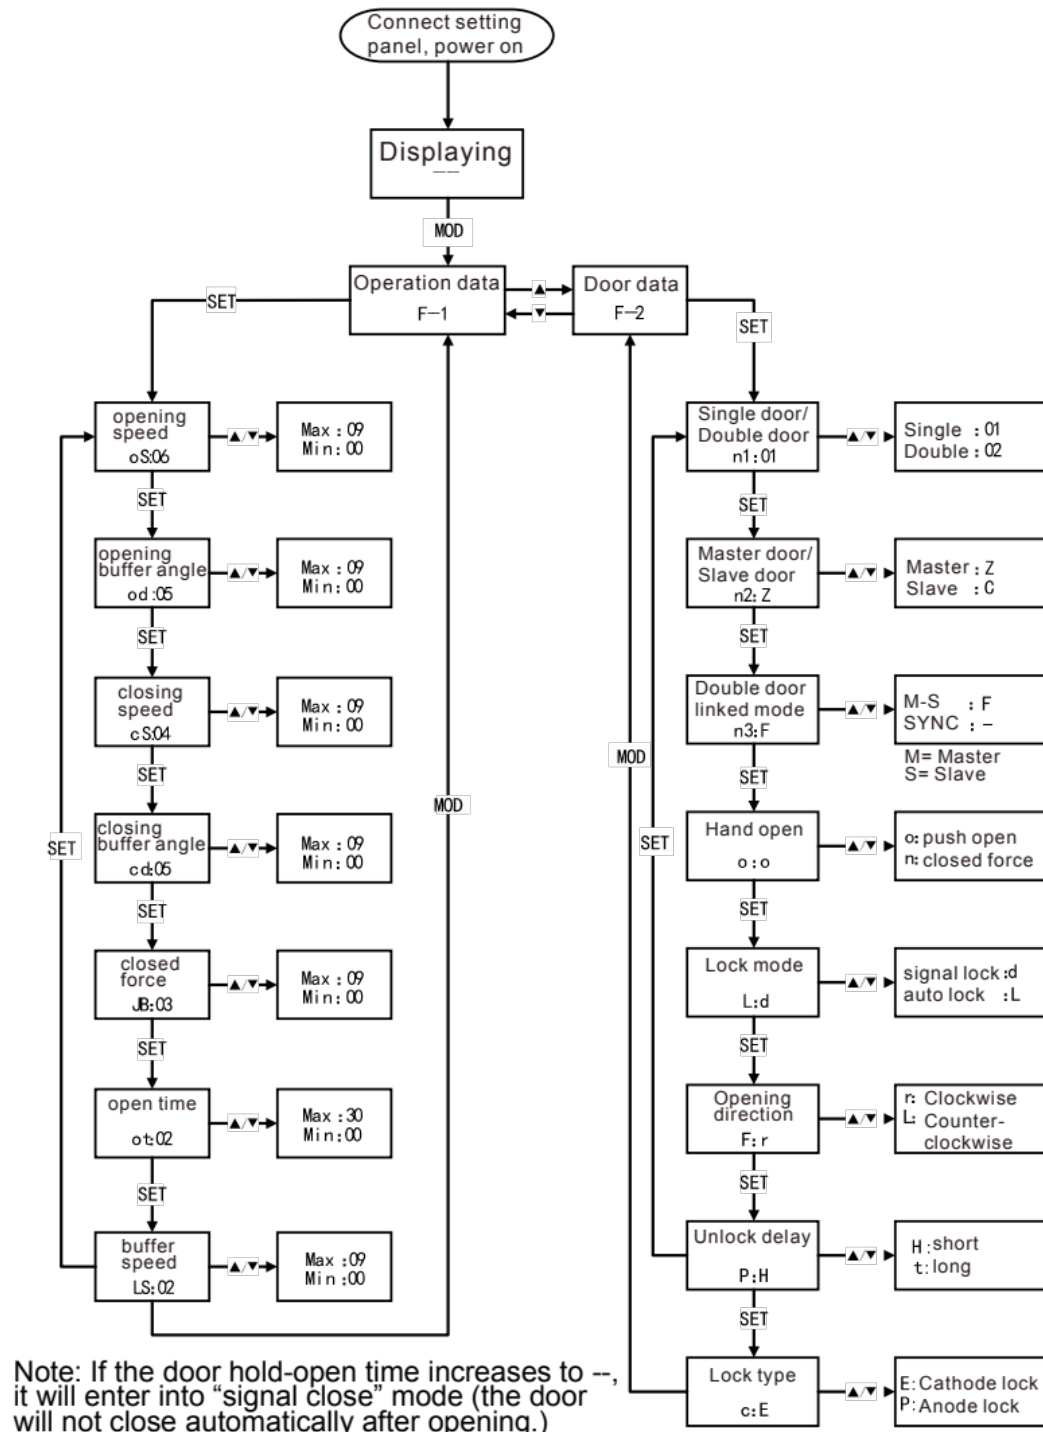 Connect setting
panel, power on
Displaying
——
MOD
Operation data
F—1
▲
▼
Door data
F—2
SET
SET
opening
speed
oS:06
▲/▼
Max :09
Min:00
SET
opening
buffer angle
od :05
▲/▼
Max :09
Min:00
SET
closing
speed
cS:04
▲/▼
Max :09
Min:00
SET
closing
buffer angle
cd:05
▲/▼
Max :09
Min:00
SET
closed
force
JB:03
▲/▼
Max :09
Min:00
SET
open time
ot:02
▲/▼
Max :30
Min:00
SET
buffer
speed
LS:02
▲/▼
Max :09
Min:00
SET
MOD
Single door/
Double door
n1:01
▲/▼
Single :01
Double:02
SET
Master door/
Slave door
n2:Z
▲/▼
Master:Z
Slave :C
SET
Double door
linked mode
n3:F
▲/▼
M-S :F
SYNC :–
M= Master
S= Slave
SET
Hand open
o:o
▲/▼
o: push open
n: closed force
SET
Lock mode
L:d
▲/▼
signal lock:d
auto lock :L
SET
Opening
direction
F:r
▲/▼
r: Clockwise
L: Counter-
clockwise
SET
Unlock delay
P:H
▲/▼
H:short
t:long
SET
Lock type
c:E
▲/▼
E:Cathode lock
P:Anode lock
SET
MOD
Note: If the door hold-open time increases to --,
it will enter into “signal close” mode (the door
will not close automatically after opening.)